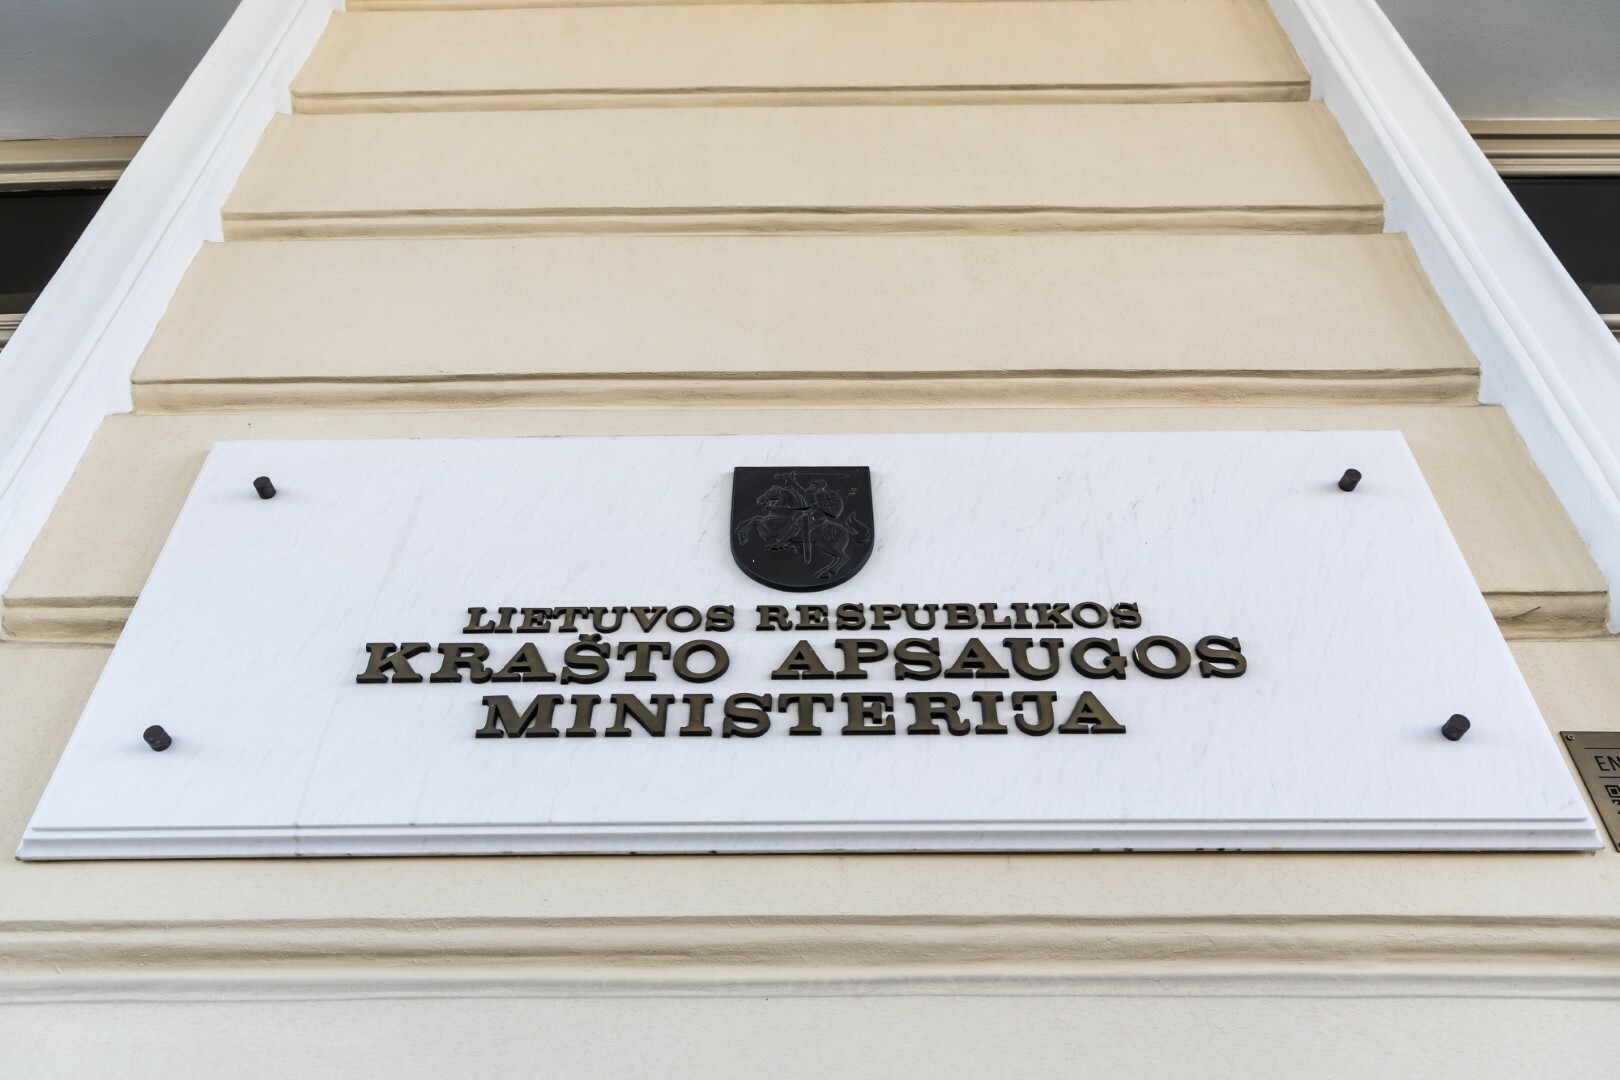 LIETUVOS RESPUBLIKOS
KRAŠTO APSAUGOS
MINISTERIJA